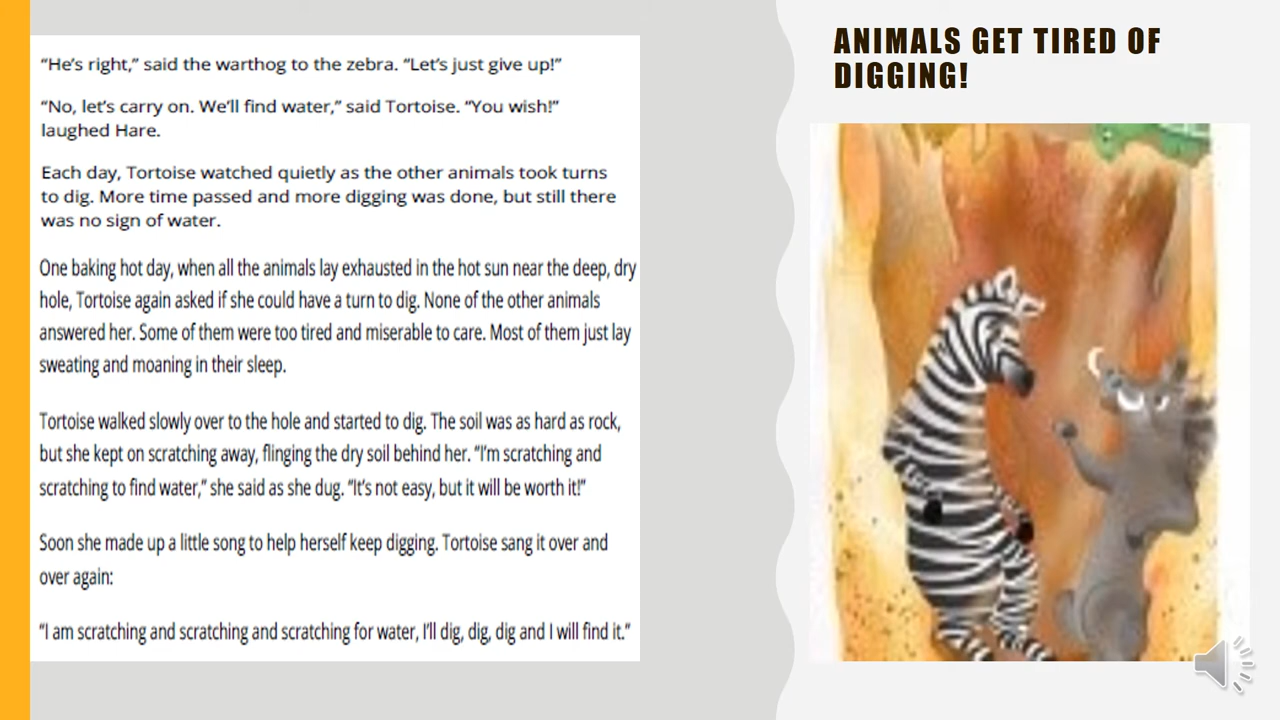 “He’s right,” said the warthog to the zebra. “Let’s just give up!”
“No, let’s carry on. We’ll find water,” said Tortoise. “You wish!”
laughed Hare.
Each day, Tortoise watched quietly as the other animals took turns
to dig. More time passed and more digging was done, but still there
was no sign of water.
One baking hot day, when all the animals lay exhausted in the hot sun near the deep, dry
hole, Tortoise again asked if she could have a turn to dig. None of the other animals
answered her. Some of them were too tired and miserable to care. Most of them just lay
sweating and moaning in their sleep.
Tortoise walked slowly over to the hole and started to dig. The soil was as hard as rock,
but she kept on scratching away, flinging the dry soil behind her. “I’m scratching and
scratching to find water,” she said as she dug. “It’s not easy, but it will be worth it!”
Soon she made up a little song to help herself keep digging. Tortoise sang it over and
over again:
“I am scratching and scratching and scratching for water, I’ll dig, dig, dig and I will find it.”
ANIMALS GET TIRED OF
DIGGING!